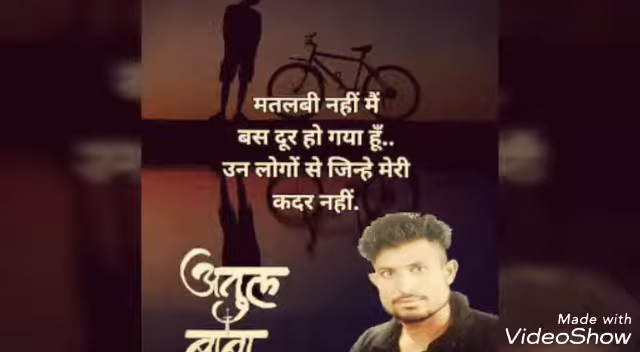 मतलबी नहीं मैं
बस दूर हो गया हूँ..
उन लोगों से जिन्हे मेरी
कदर नहीं.
अतुल
बाबा
Made with
VideoShow